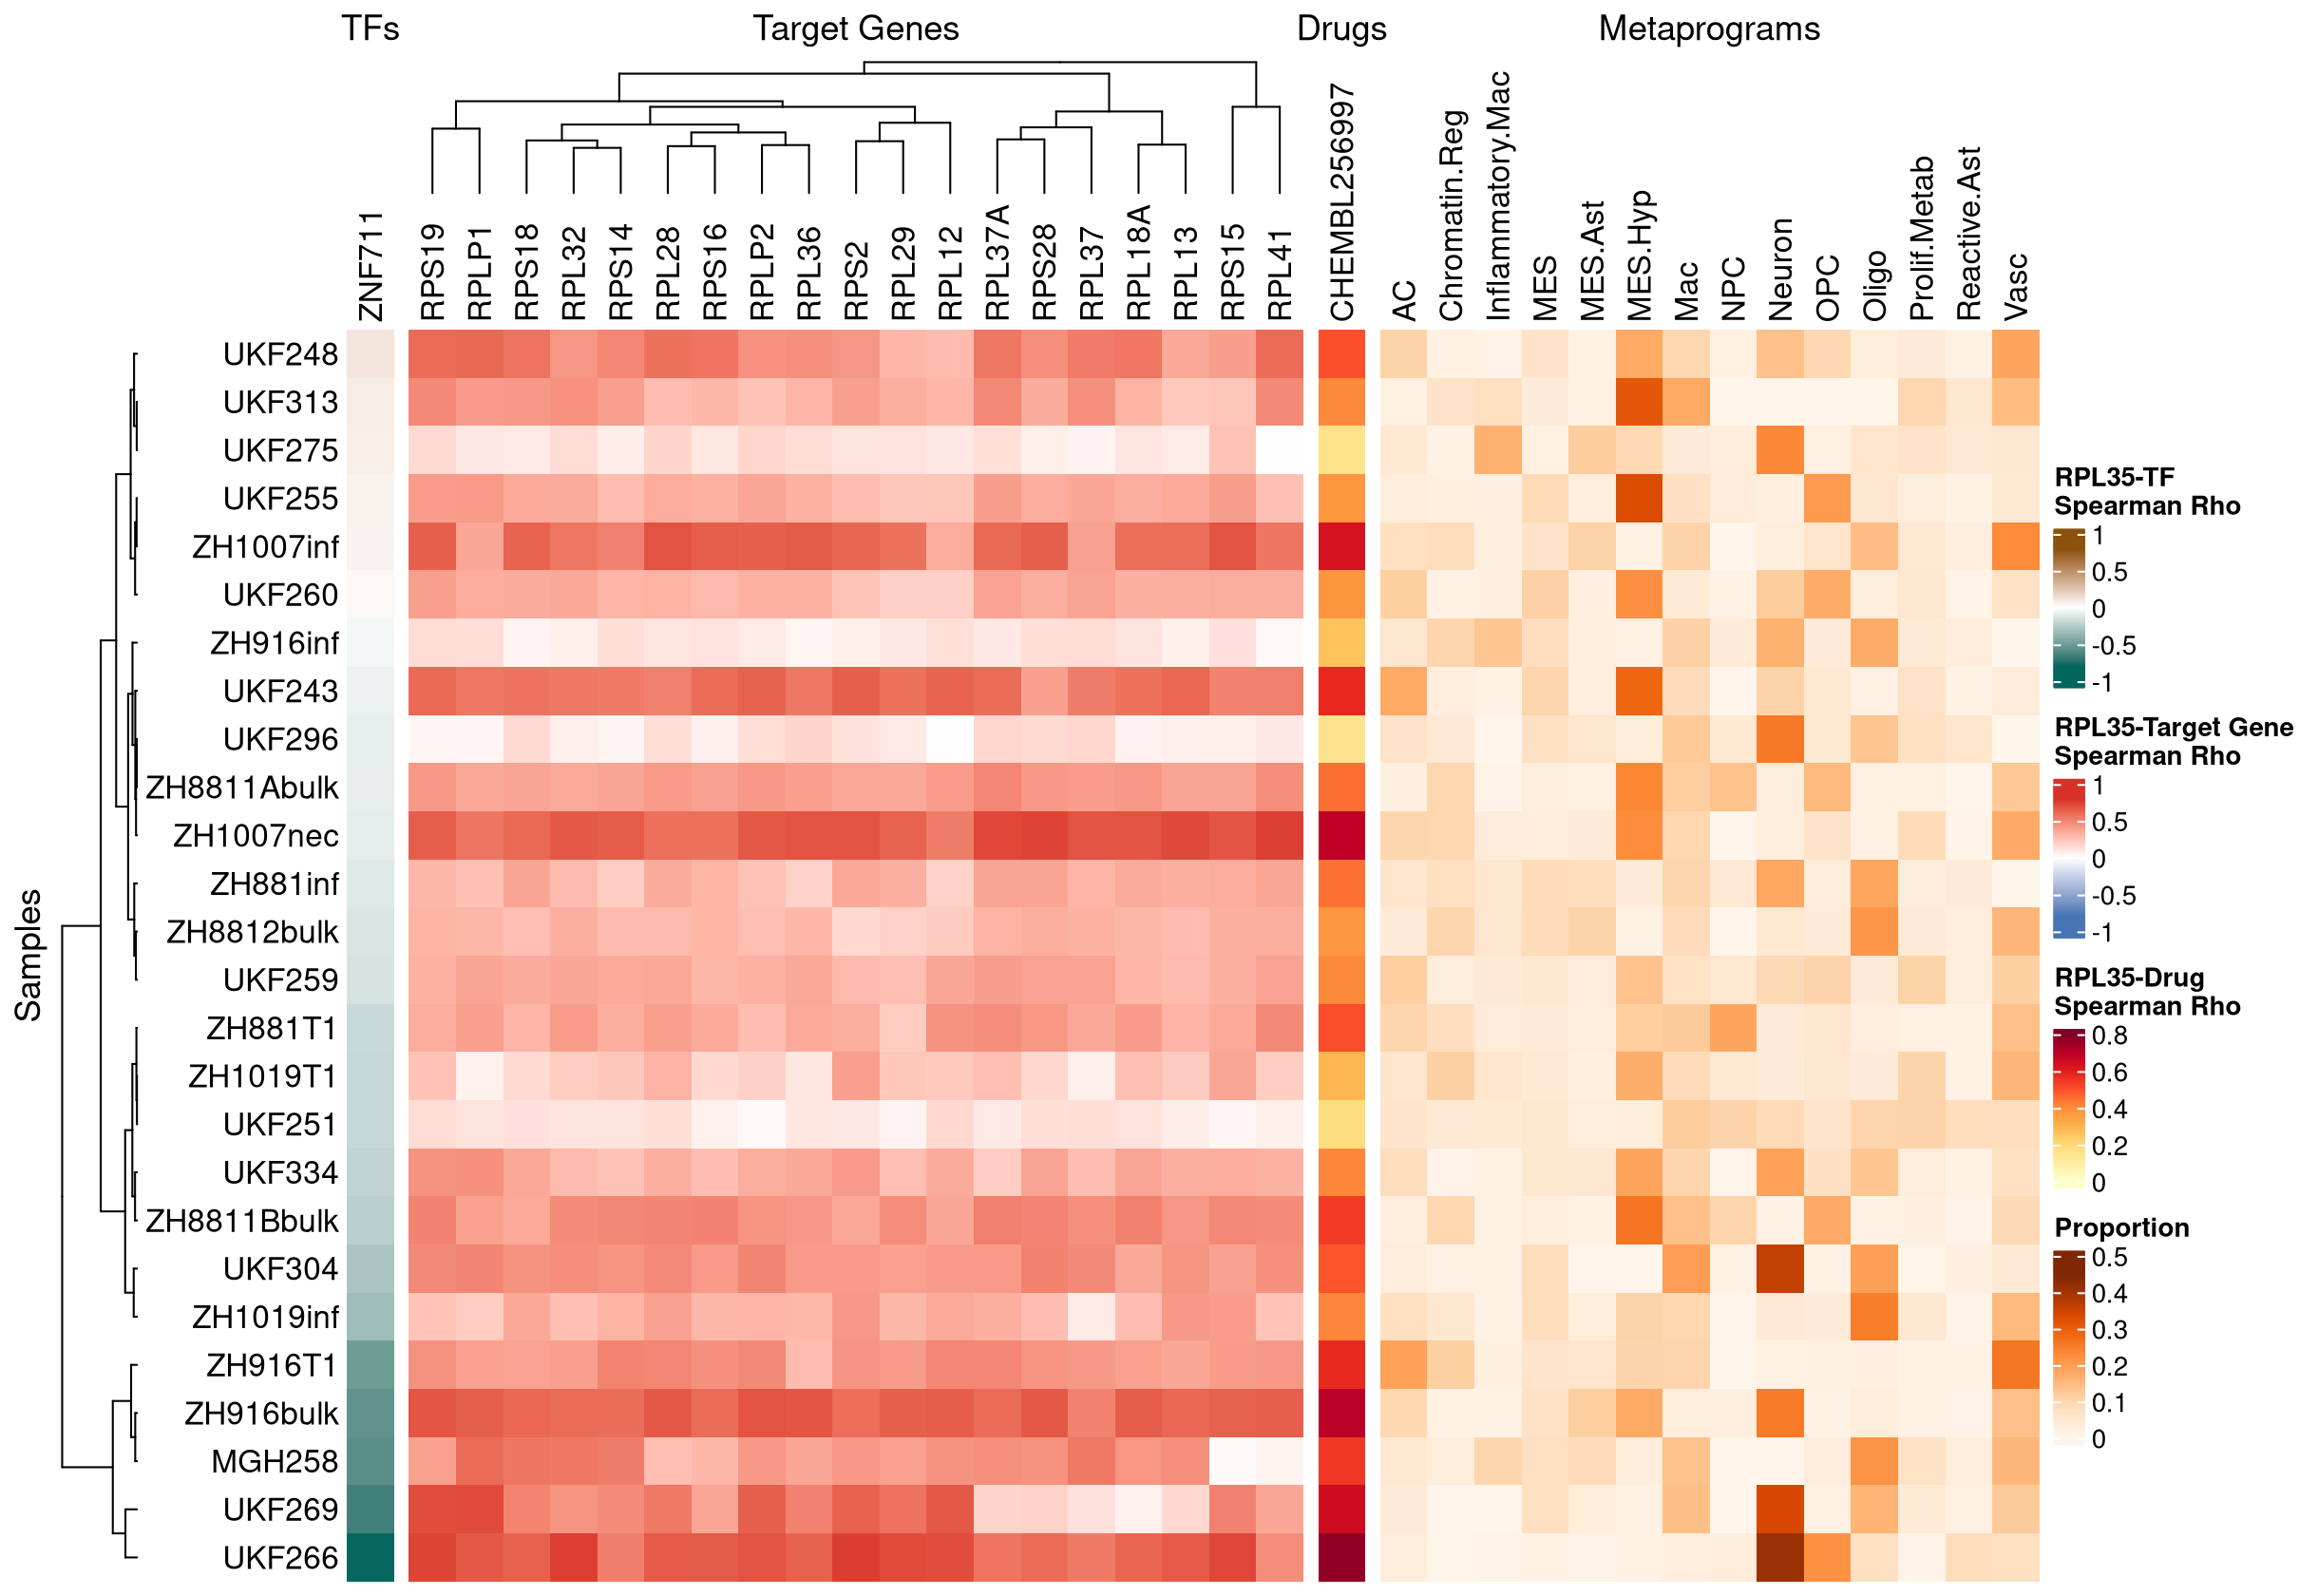 TFs
Target Genes
Drugs
Metaprograms
ZNF711
RPS19
RPLP1
RPS18
RPL32
RPS14
RPL28
RPS16
RPLP2
RPL36
RPS2
RPL29
RPL12
RPL37A
RPS28
RPL37
RPL18A
RPL13
RPS15
RPL41
CHEMBL256997
AC
Chromatin.Reg
Inflammatory.Mac
MES
MES.Ast
MES.Hyp
Mac
NPC
Neuron
OPC
Oligo
Prolif.Metab
Reactive.Ast
Vasc
Samples
UKF248
UKF313
UKF275
UKF255
ZH1007inf
UKF260
ZH916inf
UKF243
UKF296
ZH8811Abulk
ZH1007nec
ZH881inf
ZH8812bulk
UKF259
ZH881T1
ZH1019T1
UKF251
UKF334
ZH8811Bbulk
UKF304
ZH1019inf
ZH916T1
ZH916bulk
MGH258
UKF269
UKF266
RPL35-TF
Spearman Rho
1
0.5
0
-0.5
-1
RPL35-Target Gene
Spearman Rho
1
0.5
0
-0.5
-1
RPL35-Drug
Spearman Rho
0.8
0.6
0.4
0.2
0
Proportion
0.5
0.4
0.3
0.2
0.1
0